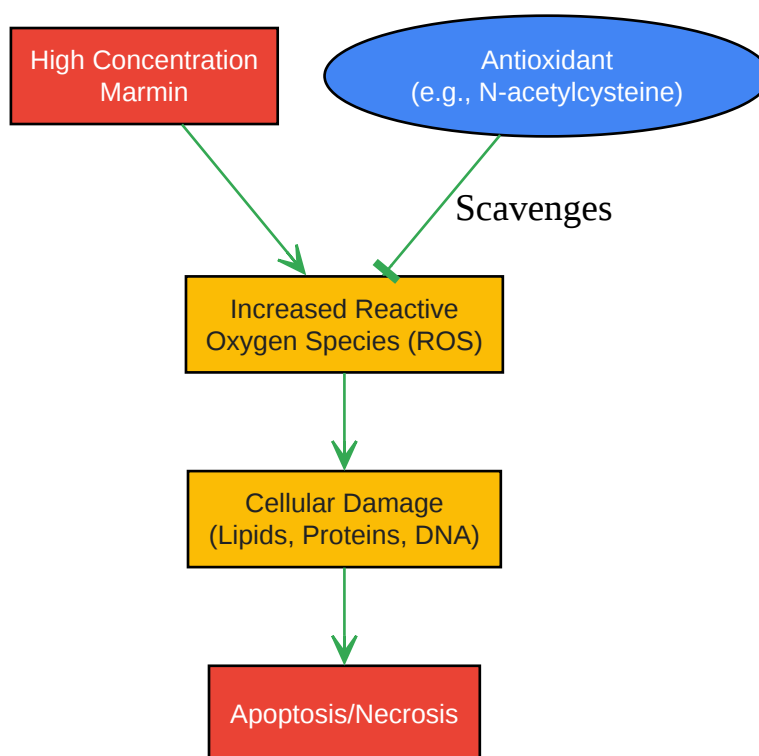 High Concentration
Marmin
Antioxidant
(e.g., N-acetylcysteine)
Scavenges
Increased Reactive
Oxygen Species (ROS)
Cellular Damage
(Lipids, Proteins, DNA)
Apoptosis/Necrosis